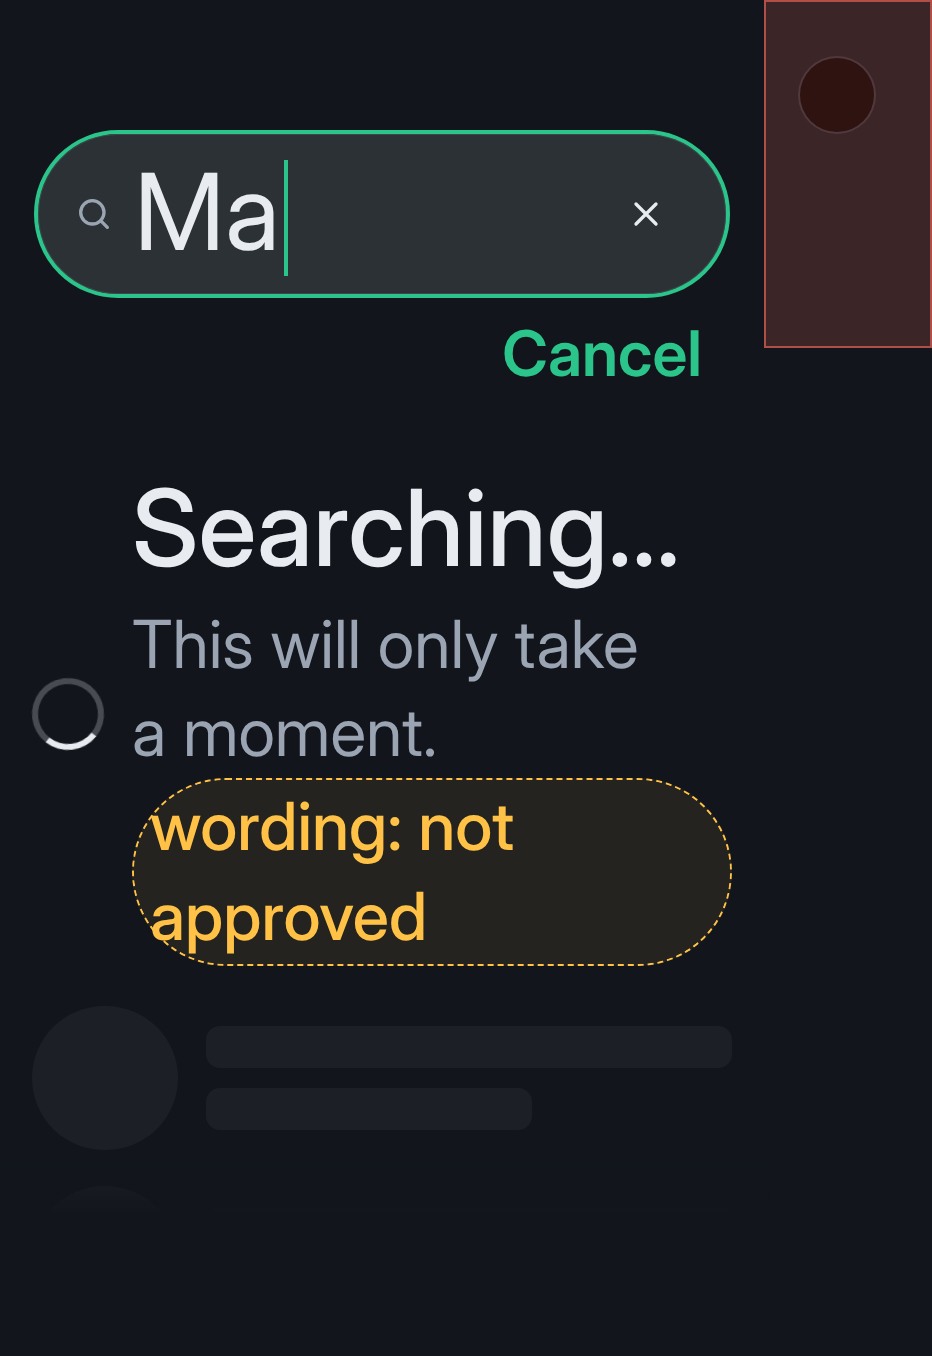 Ma
Cancel
Searching...
This will only take
a moment.
wording: not
approved